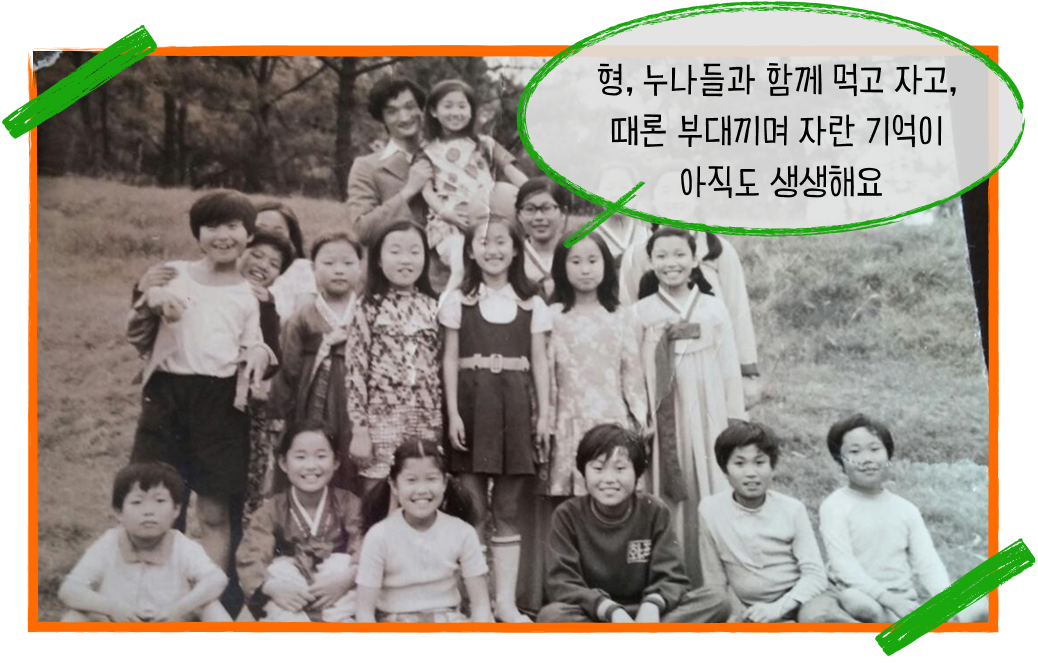 형, 누나들과 함께 먹고 자고,
때론 부대끼며 자란 기억이
아직도 생생해요